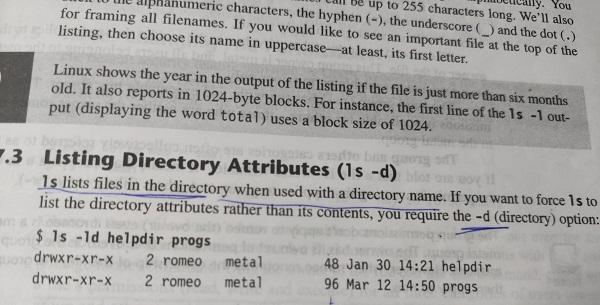 to the alphanumeric characters, the hyphen (-), the underscore (_) and the dot (.)
can be up to 255 characters long. We'll also
for framing all filenames. If you would like to see an important file at the top of the
listing, then choose its name in uppercase—at least, its first letter.
Linux shows the year in the output of the listing if the file is just more than six months
old. It also reports in 1024-byte blocks. For instance, the first line of the ls -l out-
put (displaying the word total) uses a block size of 1024.
7.3 Listing Directory Attributes (ls -d)
ls lists files in the directory when used with a directory name. If you want to force ls to
list the directory attributes rather than its contents, you require the -d (directory) option:
$ ls -ld helpdir progs
drwxr-xr-x 2 romeo metal 48 Jan 30 14:21 helpdir
drwxr-xr-x 2 romeo metal 96 Mar 12 14:50 progs